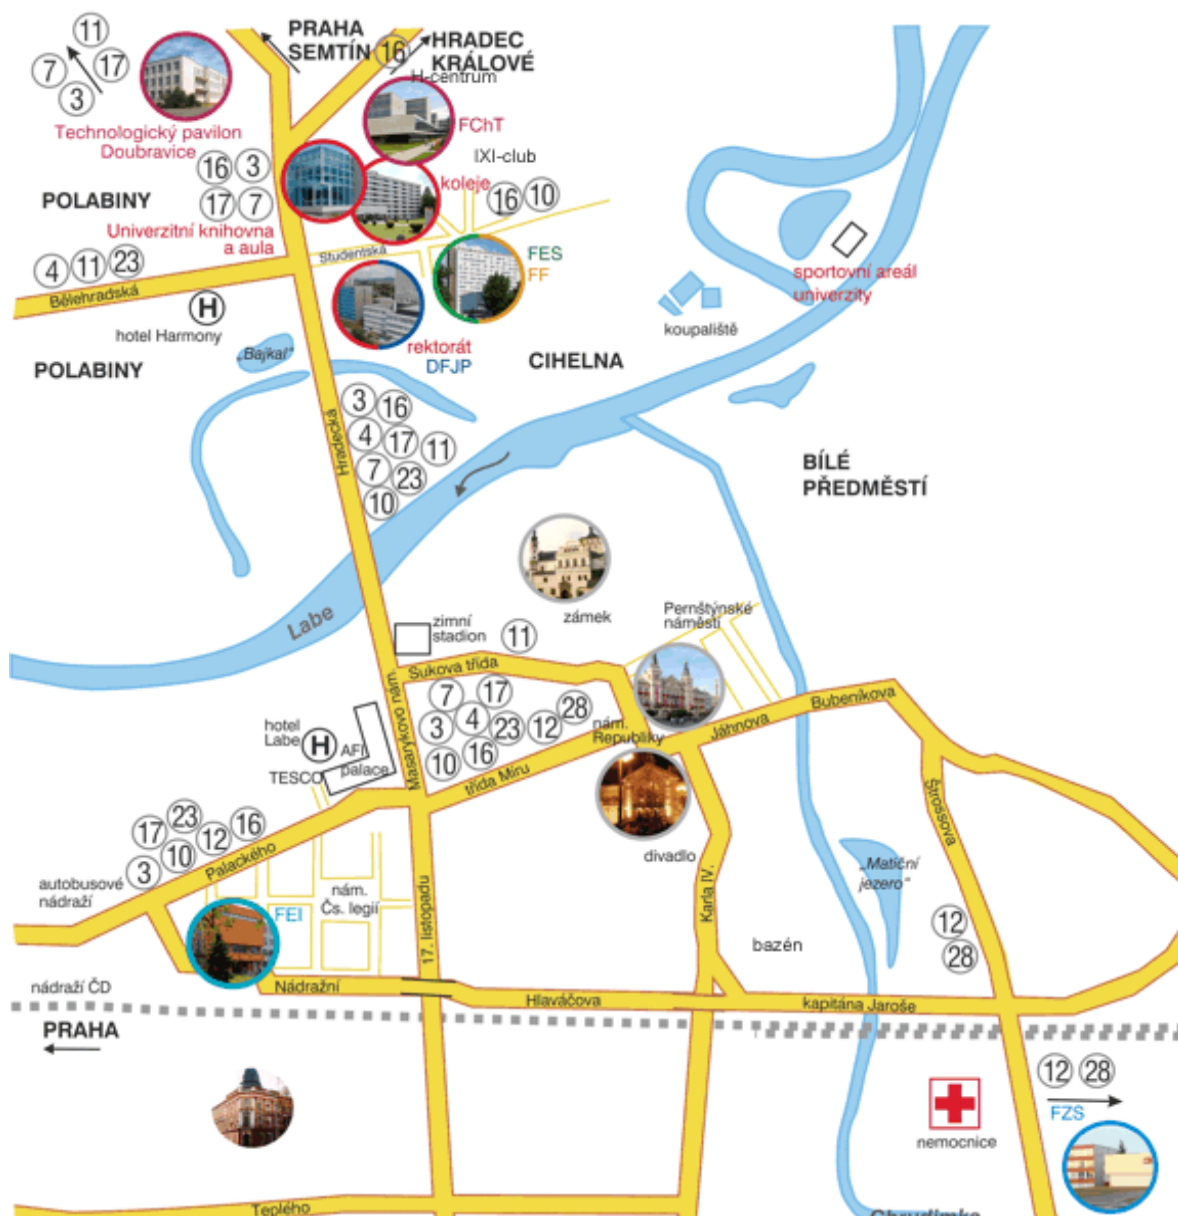 PRAHA
SEMTÍN
16
HRADEC
KRÁLOVÉ
H-centrum
11
7
17
3
Technologický pavilon
Doubravice
FChT
IXI-club
16
3
17
7
koleje
16
10
POLABINY
Univerzitní knihovna
a aula
Studentská
FES
FF
4
11
23
Bělehradská
H
hotel Harmony
rektorát
DFJP
sportovní areál
univerzity
koupaliště
„Bajkal“
POLABINY
CIHELNA
Hradecká
3
16
4
17
11
7
23
10
BÍLÉ
PŘEDMĚSTÍ
Labe
zámek
zimní
stadion
11
Pernštýnské
náměstí
Sukova třída
Masarykovo nám.
7
17
3
4
23
12
28
10
16
nám.
Republiky
Jahnova
Bubeníkova
hotel
Labe
H
AFI
palace
TESCO
třída Míru
Štrossova
divadlo
„Matiční
jezero“
17
23
12
16
3
10
Palackého
autobusové
nádraží
FEI
nám.
Čs. legií
17. listopadu
Karla IV.
bazén
12
28
nádraží ČD
Nádražní
Hlaváčova
kapitána Jaroše
PRAHA
12
28
FZS
nemocnice
Teplého
Chrudimka